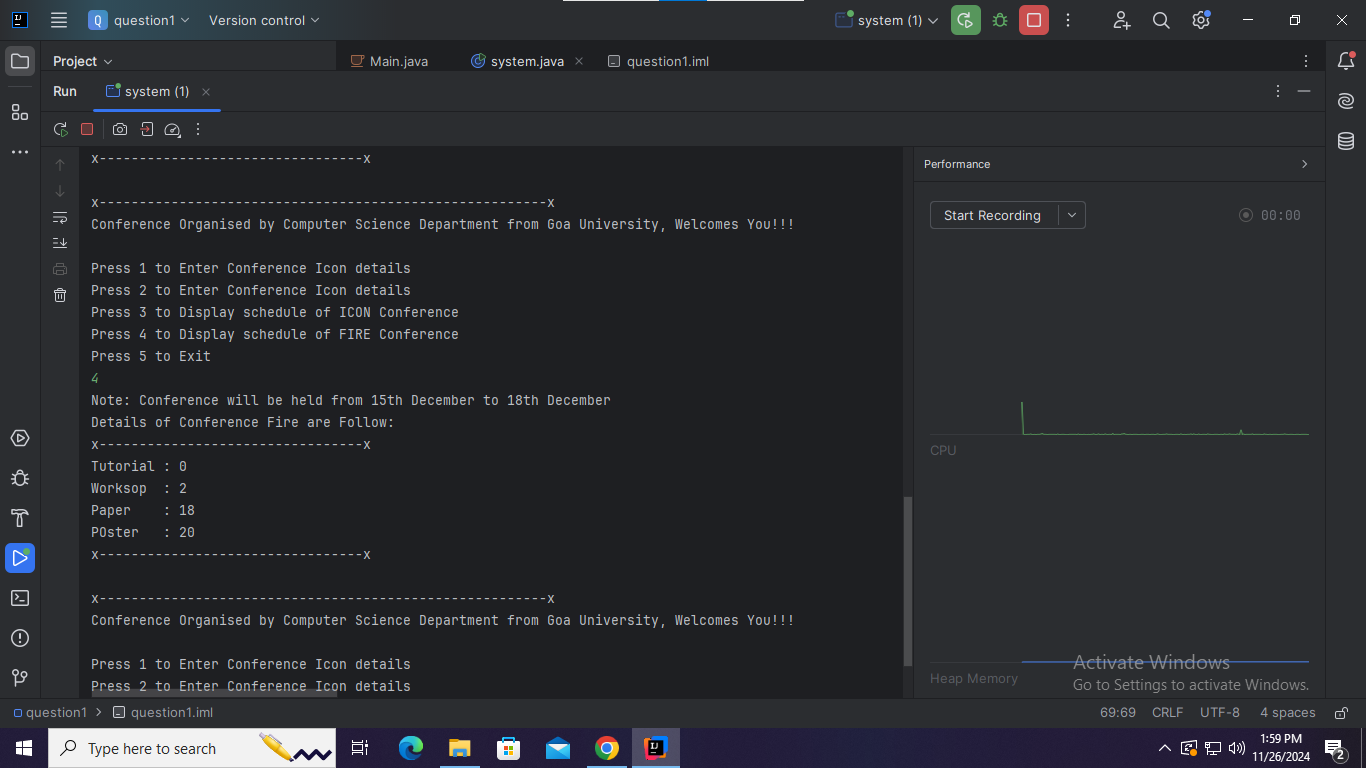 Q question1 Version control system (1)
Project Main.java system.java question1.iml
Run system (1)
x---------------------------------x
x--------------------------------------------------------x
Conference Organised by Computer Science Department from Goa University, Welcomes You!!!
Press 1 to Enter Conference Icon details
Press 2 to Enter Conference Icon details
Press 3 to Display schedule of ICON Conference
Press 4 to Display schedule of FIRE Conference
Press 5 to Exit
4
Note: Conference will be held from 15th December to 18th December
Details of Conference Fire are Follow:
x---------------------------------x
Tutorial : 0
Worksop  : 2
Paper    : 18
POster   : 20
x---------------------------------x
x--------------------------------------------------------x
Conference Organised by Computer Science Department from Goa University, Welcomes You!!!
Press 1 to Enter Conference Icon details
Press 2 to Enter Conference Icon details
Performance
Start Recording 00:00
CPU
Heap Memory
Activate Windows
Go to Settings to activate Windows.
question1 > question1.iml 69:69 CRLF UTF-8 4 spaces
Type here to search
1:59 PM
11/26/2024
2